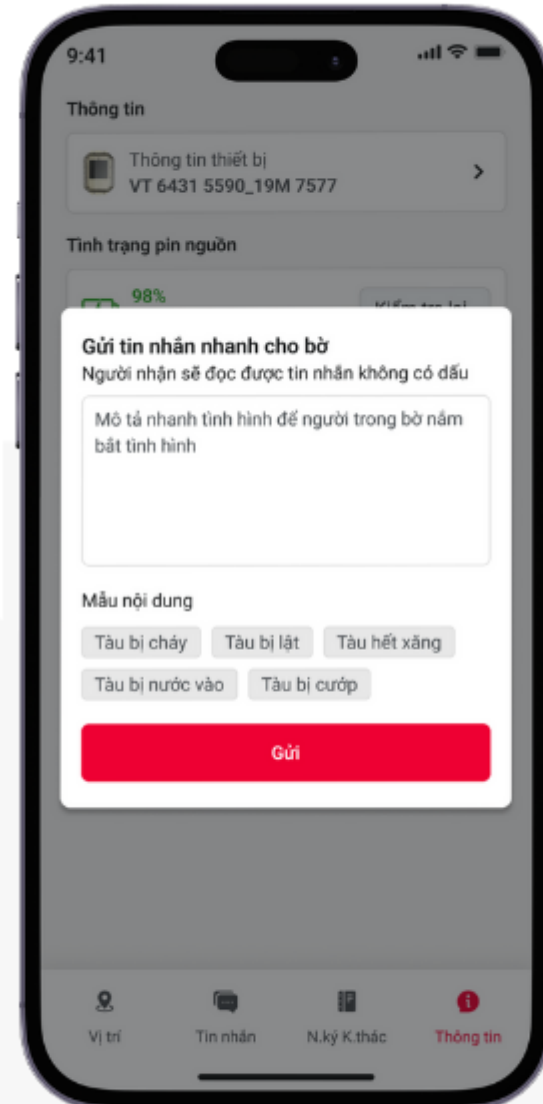 9:41
Thông tin
Thông tin thiết bị
VT 6431 5590_19M 7577
Tình trạng pin nguồn
98%
Kiểm tra lại
Gửi tin nhắn nhanh cho bờ
Người nhận sẽ đọc được tin nhắn không có dấu
Mô tả nhanh tình hình để người trong bờ nắm
bắt tình hình
Mẫu nội dung
Tàu bị cháy
Tàu bị lật
Tàu hết xăng
Tàu bị nước vào
Tàu bị cướp
Gửi
Vị trí
Tin nhắn
N.ký K.thác
Thông tin